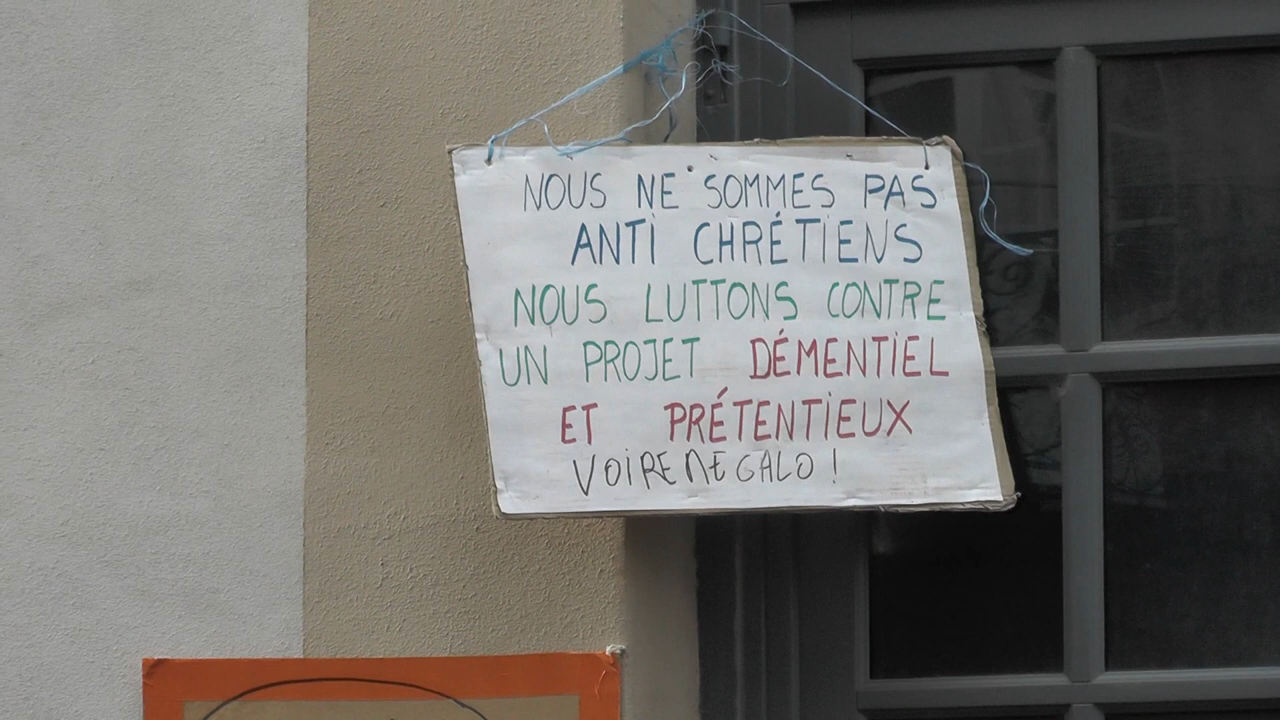 NOUS NE SOMMES PAS
ANTI CHRÉTIENS
NOUS LUTTONS CONTRE
UN PROJET DÉMENTIEL
ET PRÉTENTIEUX
VOIRE MEGALO !